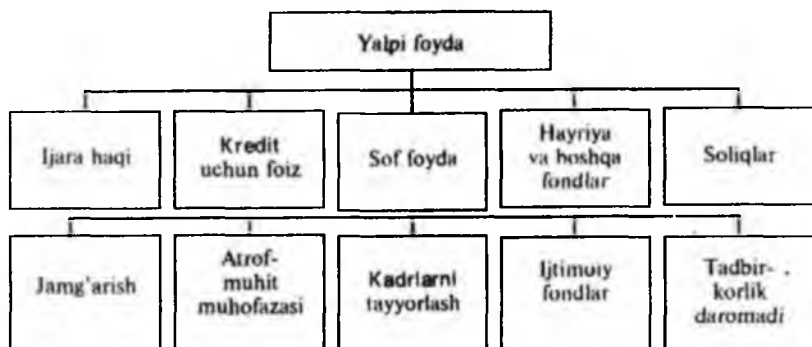 Yalpi foyda
Ijara haqi
Kredit
uchun foiz
Sof foyda
Hayriya
va boshqa
fondlar
Soliqlar
Jamg'arish
Atrof-
muhit
muhofazasi
Kadrlarni
tayyorlash
Ijtimoiy
fondlar
Tadbir-
korlik
daromadi